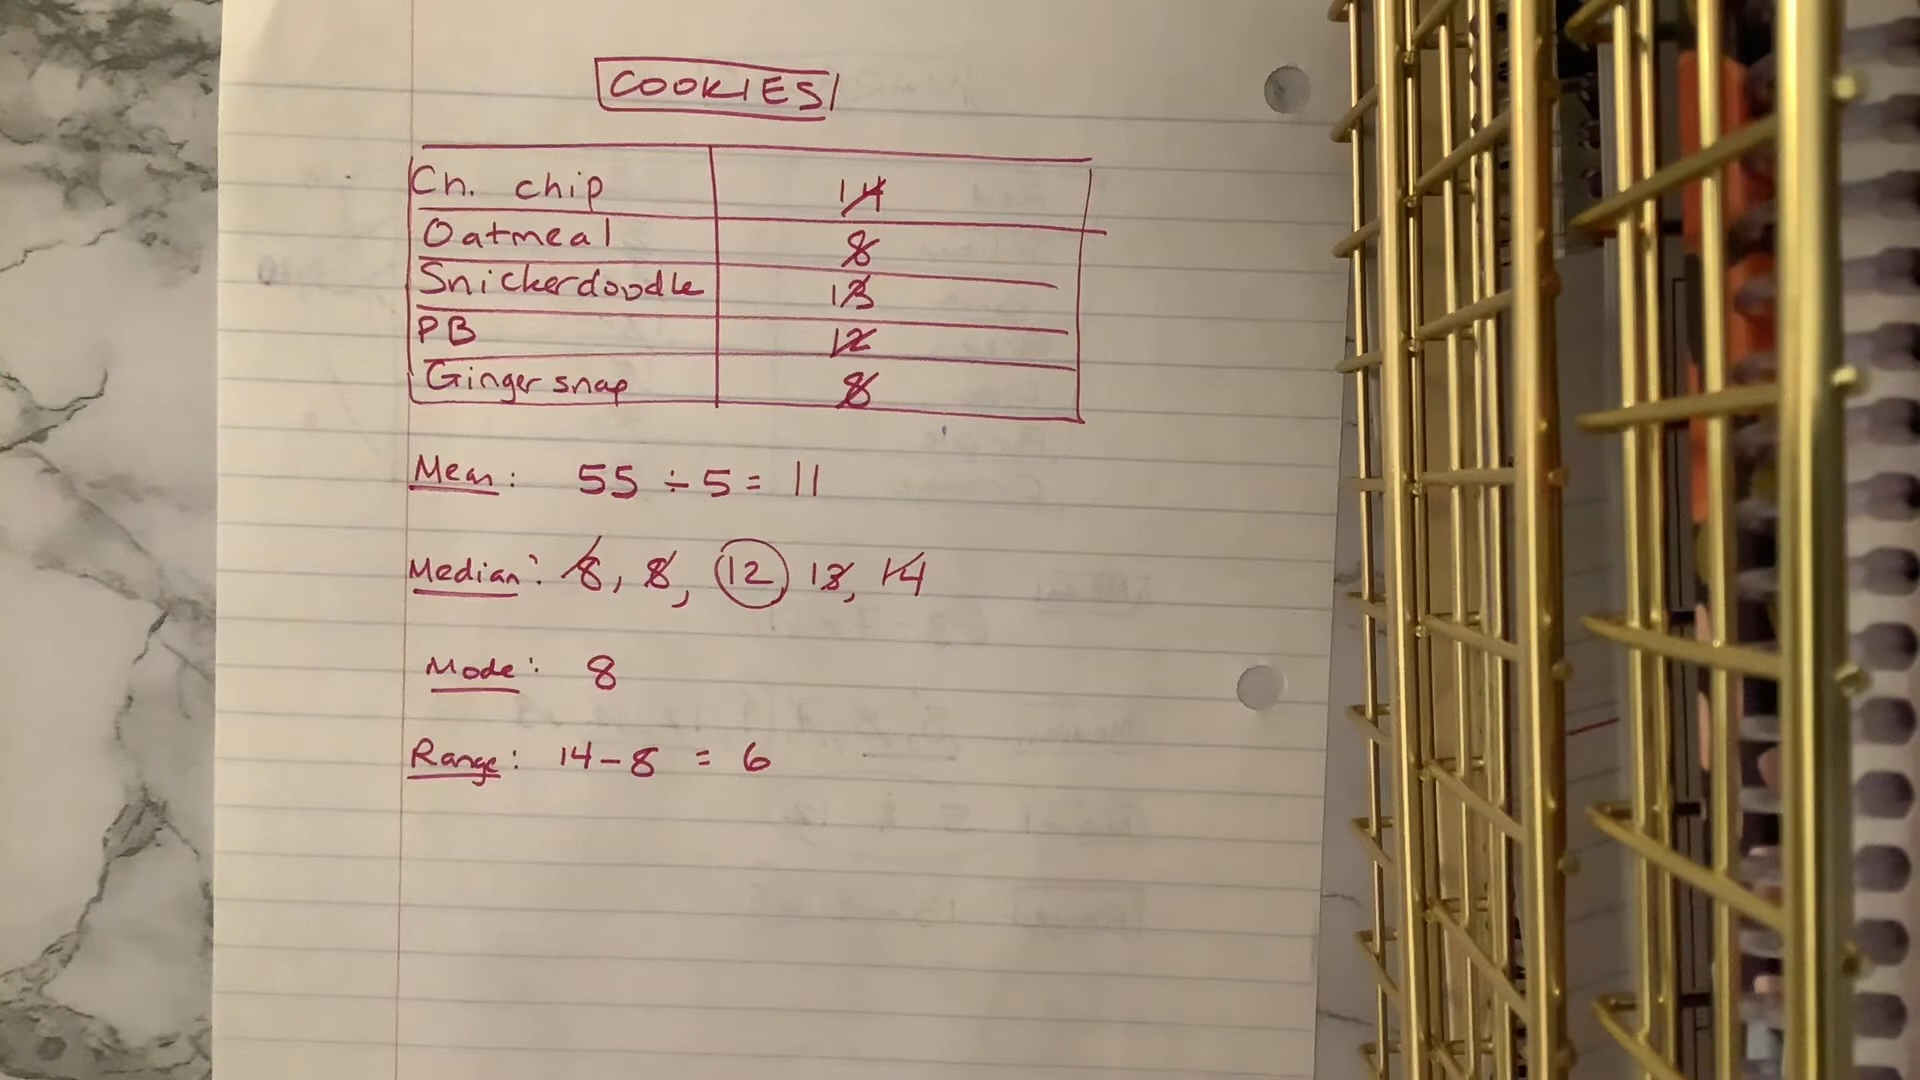 COOKIES
Ch. chip 14
Oatmeal 8
Snickerdoodle 13
PB 12
Ginger snap 8
Mean: 55 ÷ 5 = 11
Median: 8, 8, 12 13, 14
Mode: 8
Range: 14 - 8 = 6